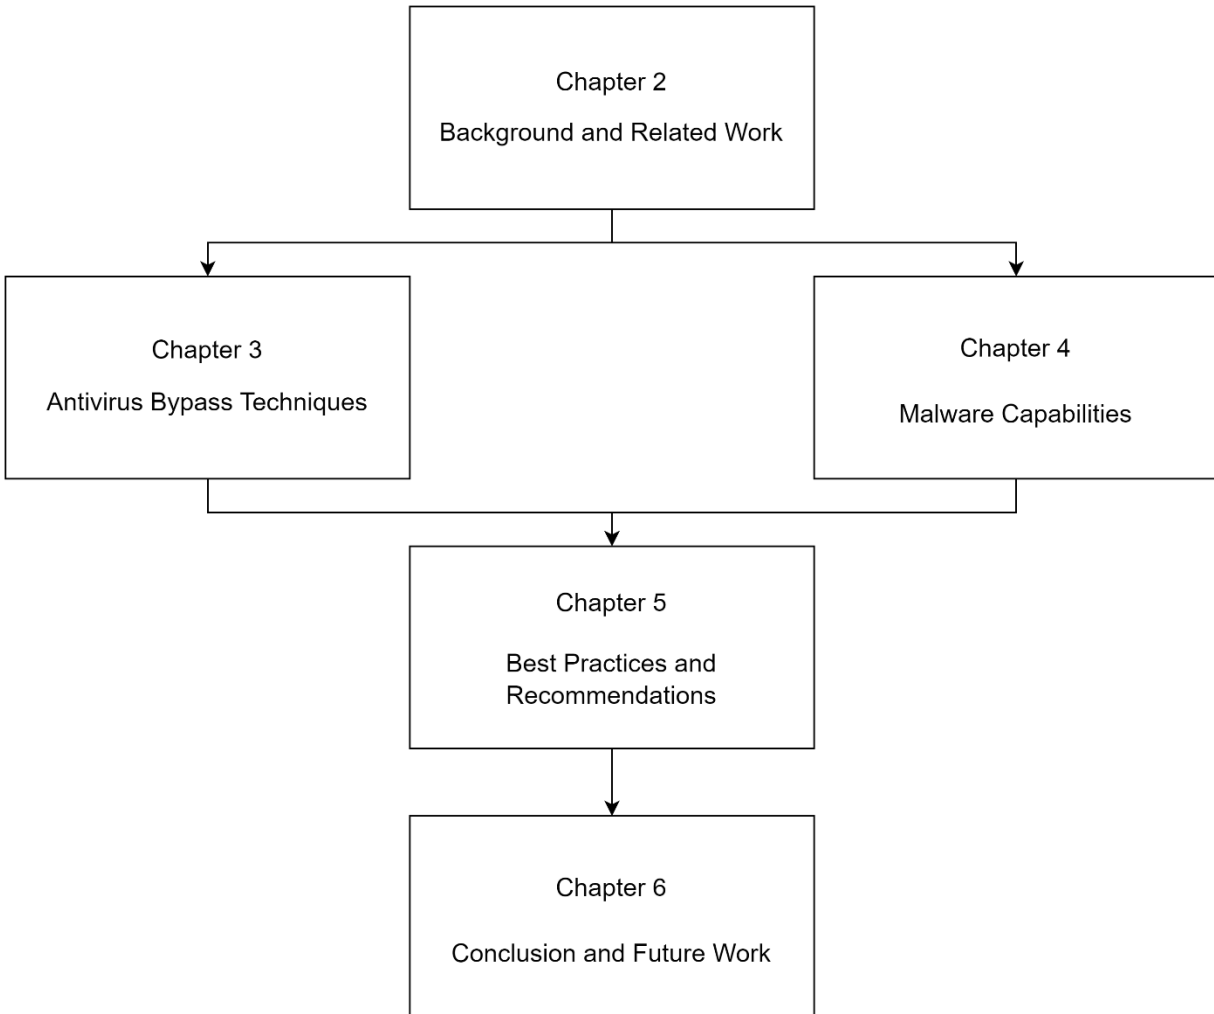 Chapter 2
Background and Related Work
Chapter 3
Antivirus Bypass Techniques
Chapter 4
Malware Capabilities
Chapter 5
Best Practices and
Recommendations
Chapter 6
Conclusion and Future Work